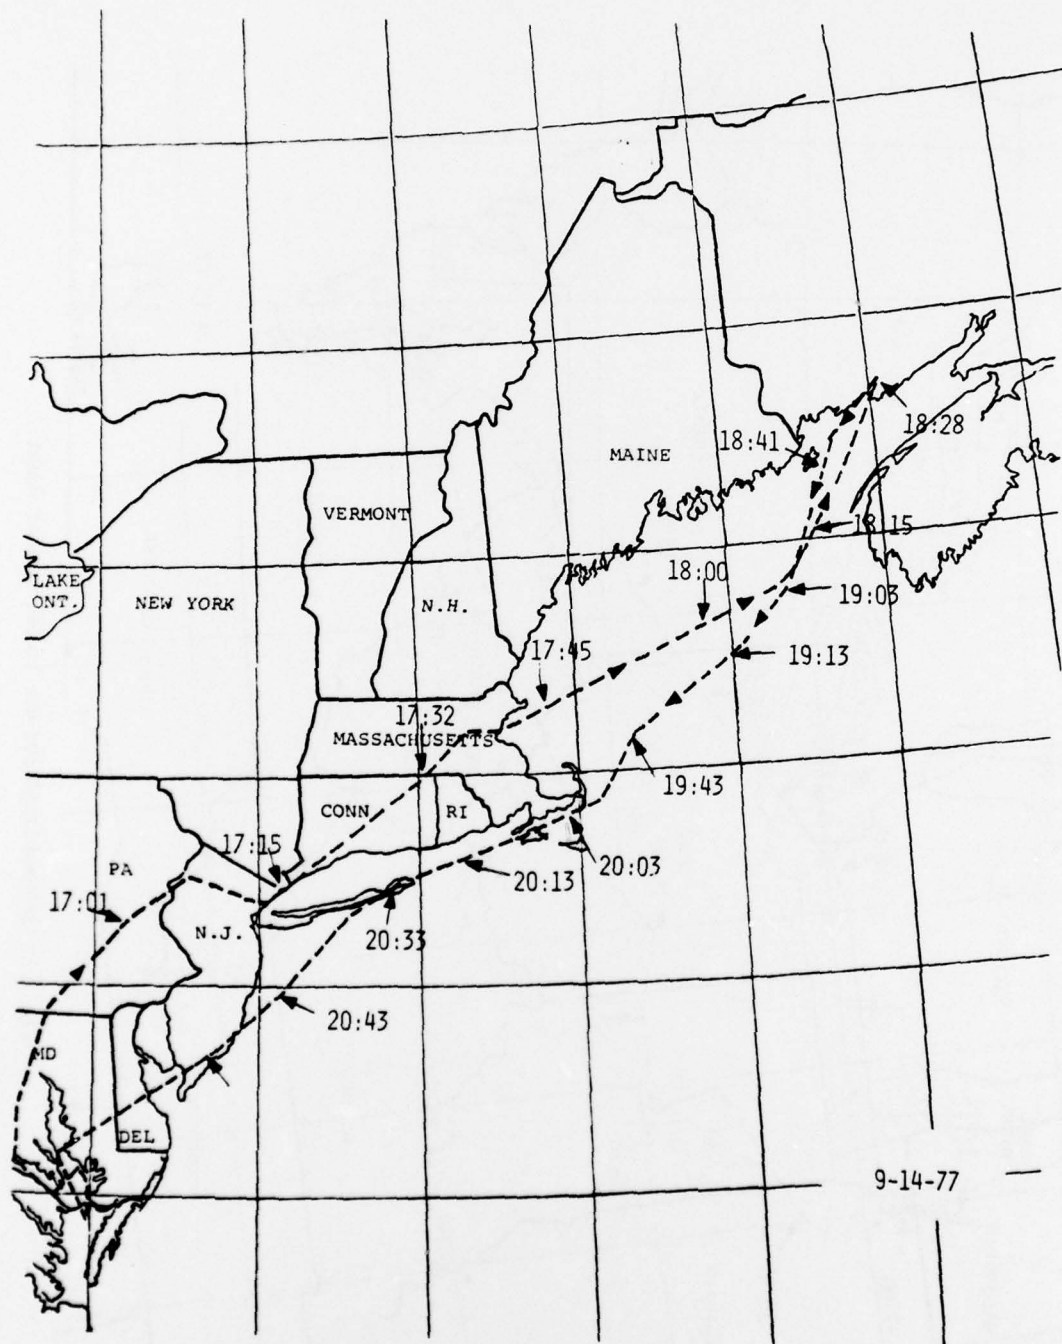 18:28
18:41
MAINE
VERMONT
18:15
LAKE
ONT.
NEW YORK
N.H.
18:00
19:03
17:45
19:13
17:32
MASSACHUSETTS
19:43
CONN
RI
17:15
PA
20:03
20:13
17:01
N.J.
20:33
20:43
MD
DEL
9-14-77